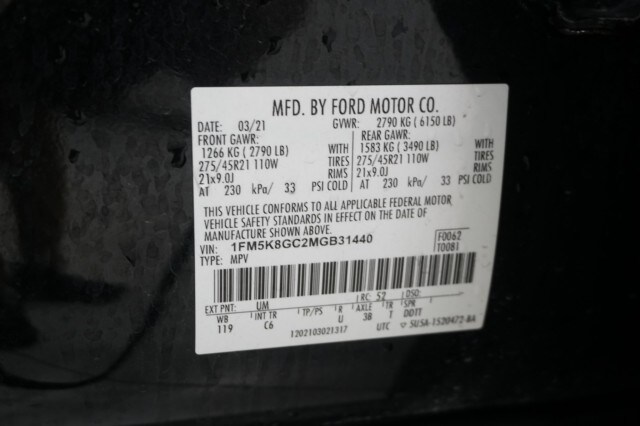 MFD. BY FORD MOTOR CO.
DATE: 03/21 GVWR: 2790 KG ( 6150 LB)
FRONT GAWR: REAR GAWR:
1266 KG ( 2790 LB) WITH 1583 KG ( 3490 LB) WITH
275/45R21 110W TIRES 275/45R21 110W TIRES
21x9.0J RIMS 21x9.0J RIMS
AT 230 kPa/ 33 PSI COLD AT 230 kPa/ 33 PSI COLD
THIS VEHICLE CONFORMS TO ALL APPLICABLE FEDERAL MOTOR
VEHICLE SAFETY STANDARDS IN EFFECT ON THE DATE OF
MANUFACTURE SHOWN ABOVE.
VIN: 1FM5K8GC2MGB31440 F0062
TYPE: MPV T0081
EXT PNT: UM RC: 52 DSO:
WB INT TR TP/PS R AXLE TR SPR
119 C6 U 3B T DDTT
1202103021317 UTC SU5A-1520472-AA